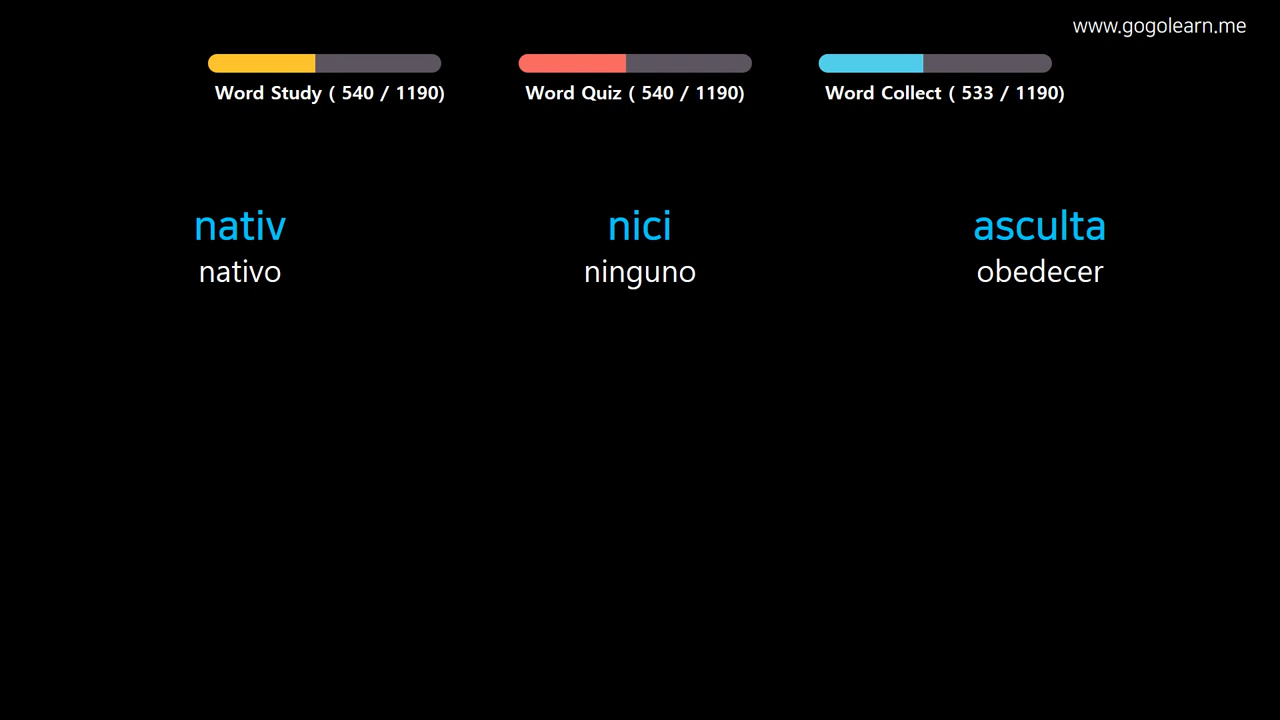 www.gogolearn.me
Word Study ( 540 / 1190)
Word Quiz ( 540 / 1190)
Word Collect ( 533 / 1190)
nativ
nici
asculta
nativo
ninguno
obedecer